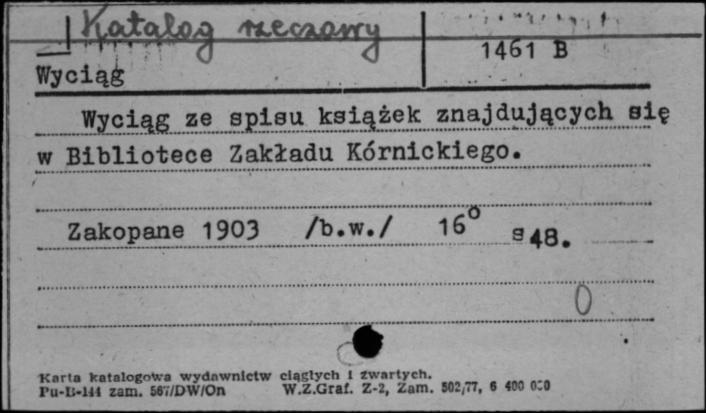 Katalog rzeczowy
1461 B
Wyciąg
Wyciąg ze spisu książek znajdujących się
w Bibliotece Zakładu Kórnickiego.
Zakopane 1903 /b.w./ 16° s 48.
0
Karta katalogowa wydawnictw ciągłych i zwartych.
Pu-B-144 zam. 567/DW/On W.Z.Graf. Z-2, Zam. 502/77, 6 400 000